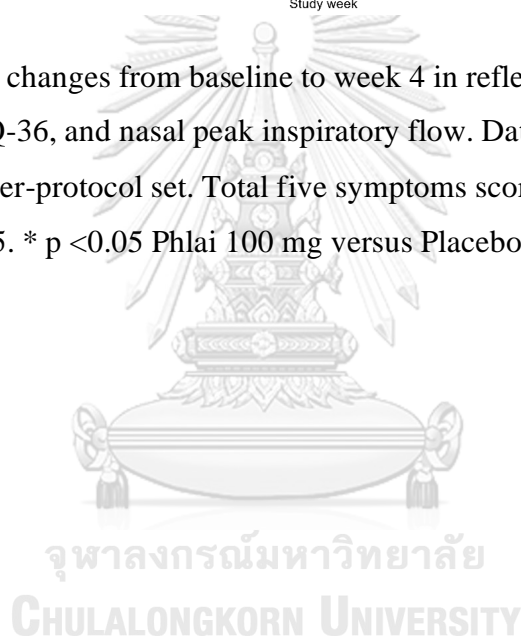 Study week
changes from baseline to week 4 in refle
Q-36, and nasal peak inspiratory flow. Dat
er-protocol set. Total five symptoms scor
5. * p <0.05 Phlai 100 mg versus Placebo
จุฬาลงกรณ์มหาวิทยาลัย
CHULALONGKORN UNIVERSITY